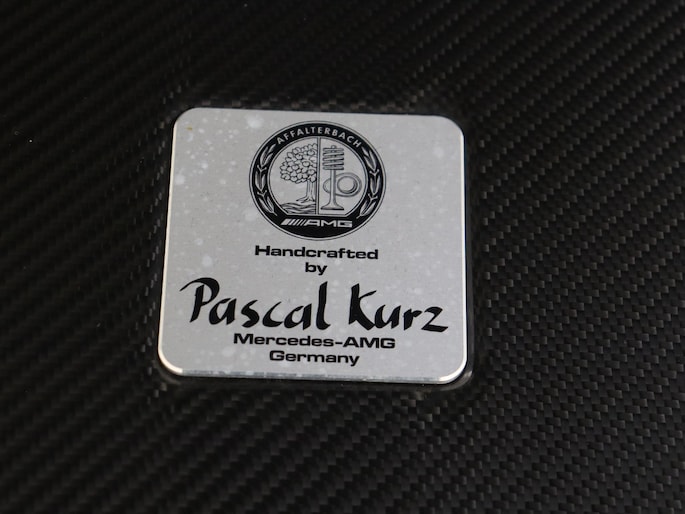 AFFALTERBACH
AMG
Handcrafted
by
Pascal Kurz
Mercedes-AMG
Germany